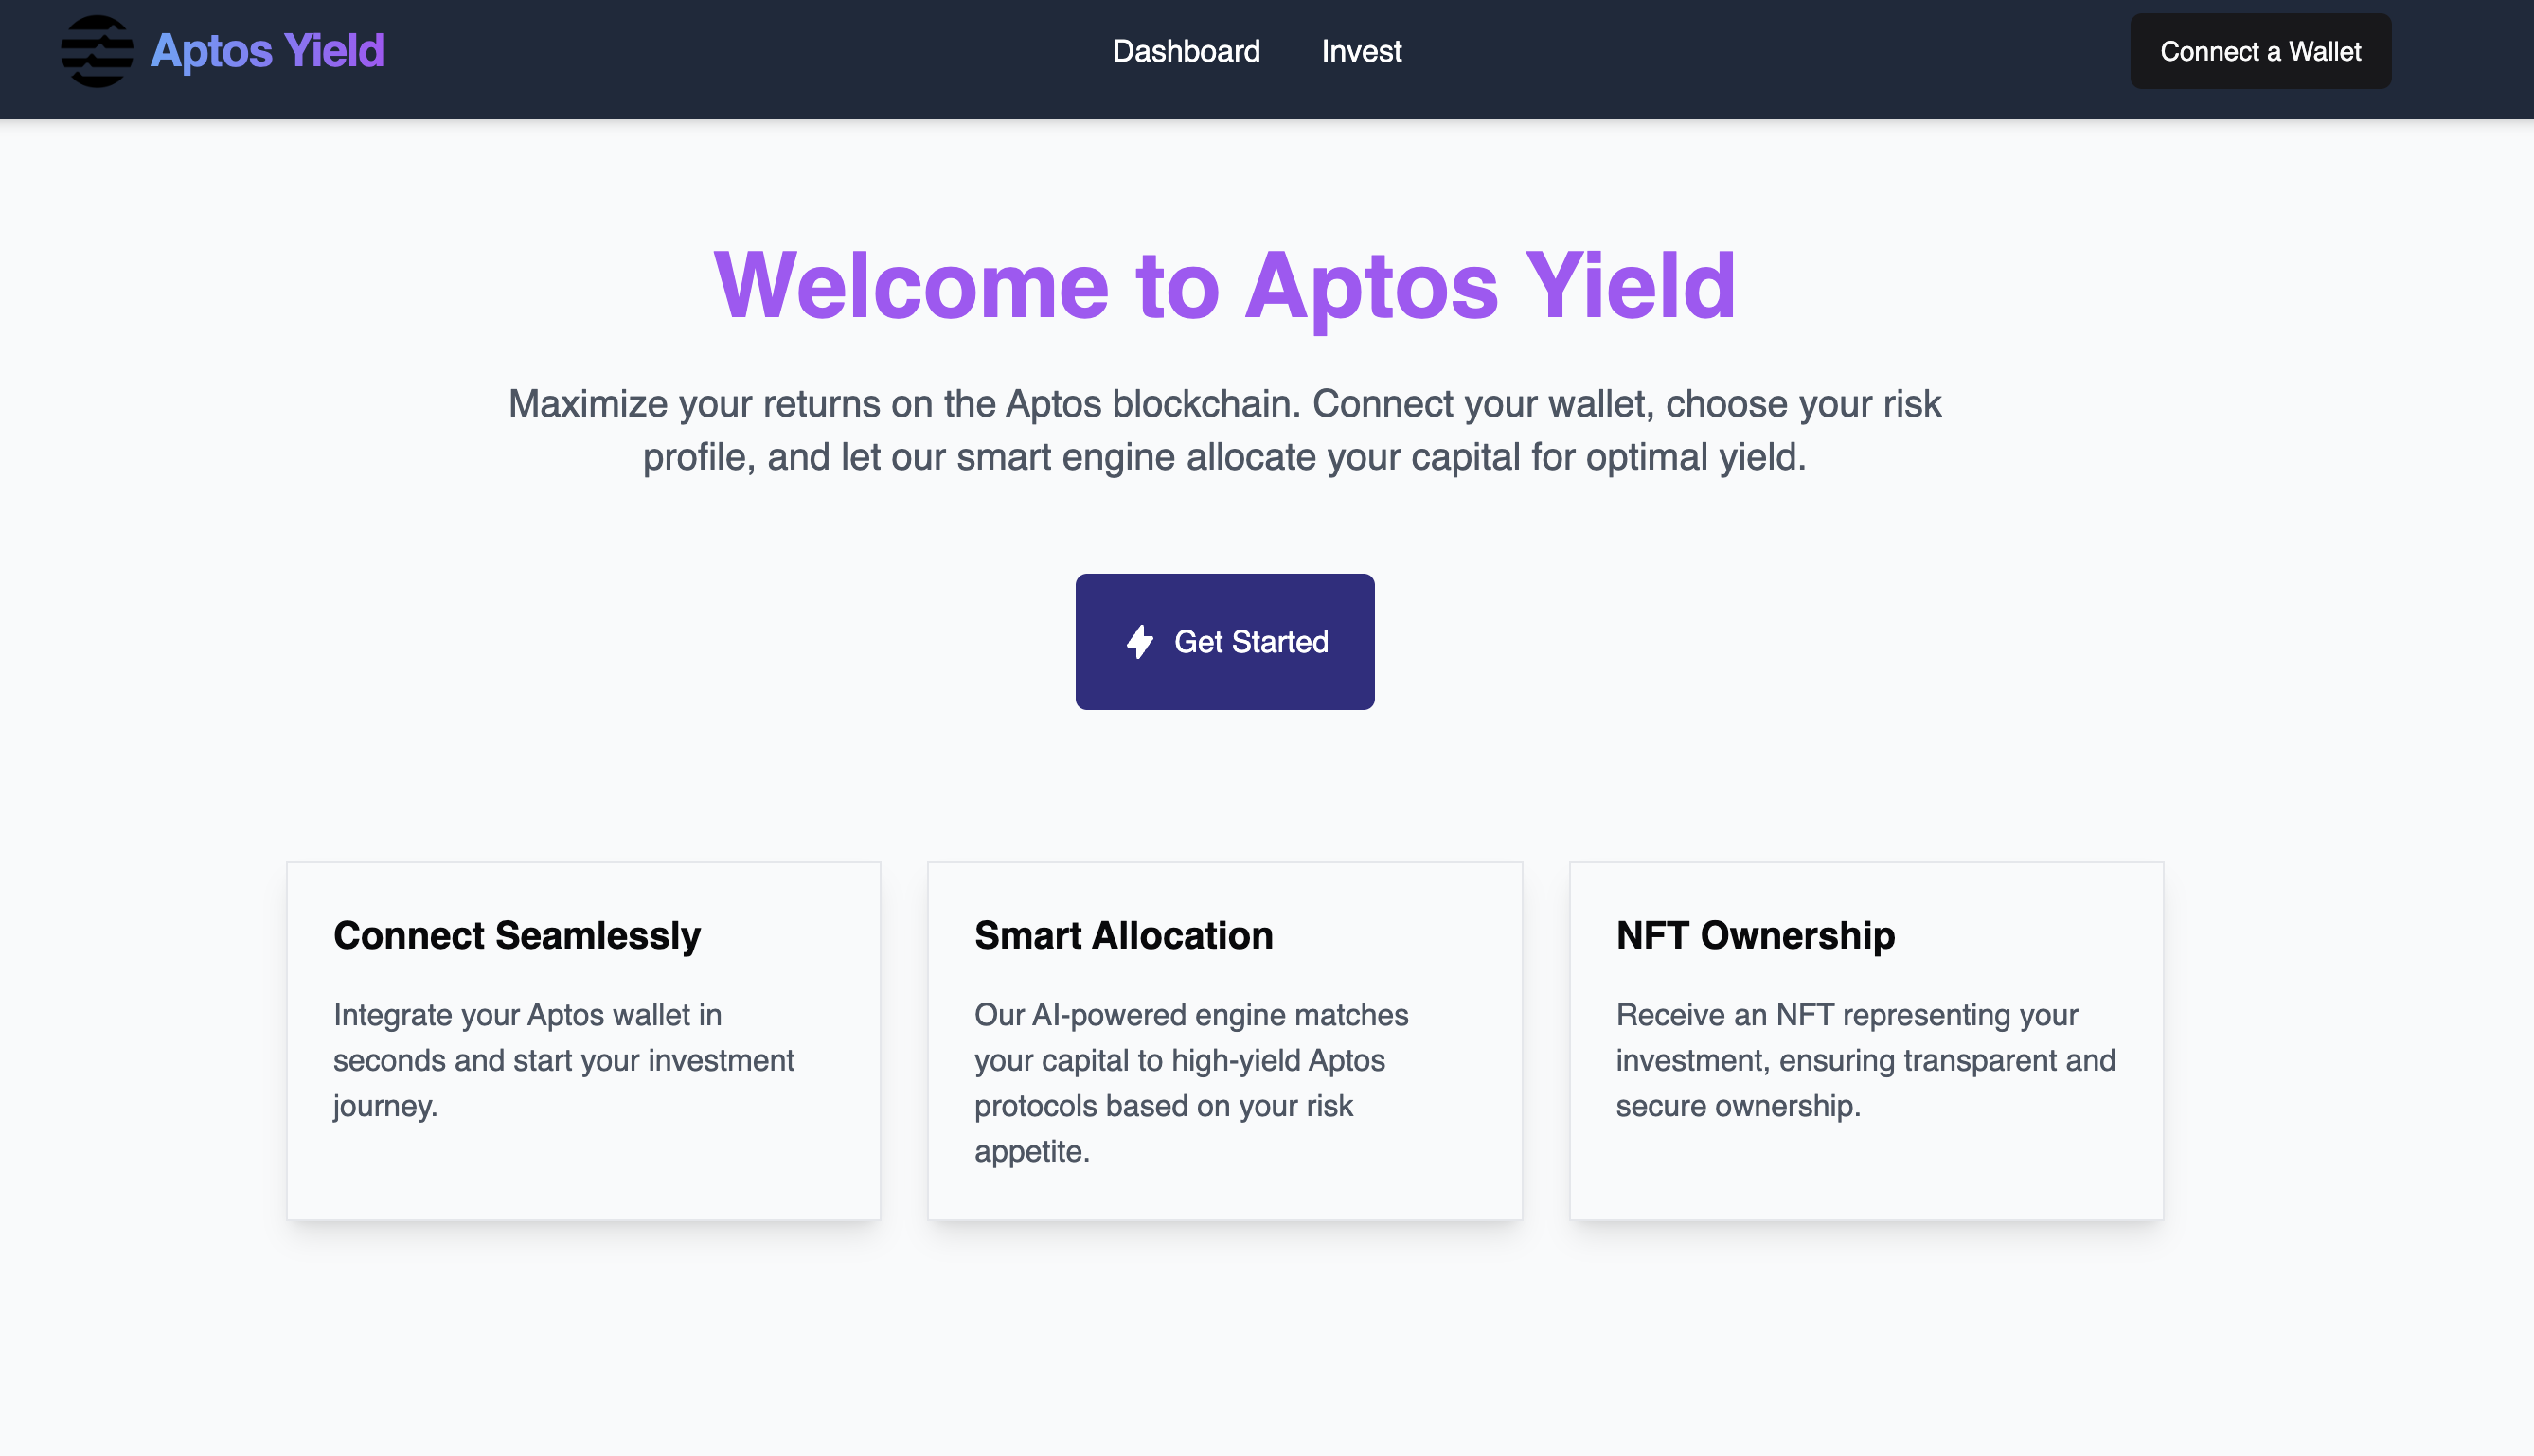 Aptos Yield
Dashboard
Invest
Connect a Wallet
Welcome to Aptos Yield
Maximize your returns on the Aptos blockchain. Connect your wallet, choose your risk
profile, and let our smart engine allocate your capital for optimal yield.
Get Started
Connect Seamlessly
Integrate your Aptos wallet in
seconds and start your investment
journey.
Smart Allocation
Our AI-powered engine matches
your capital to high-yield Aptos
protocols based on your risk
appetite.
NFT Ownership
Receive an NFT representing your
investment, ensuring transparent and
secure ownership.